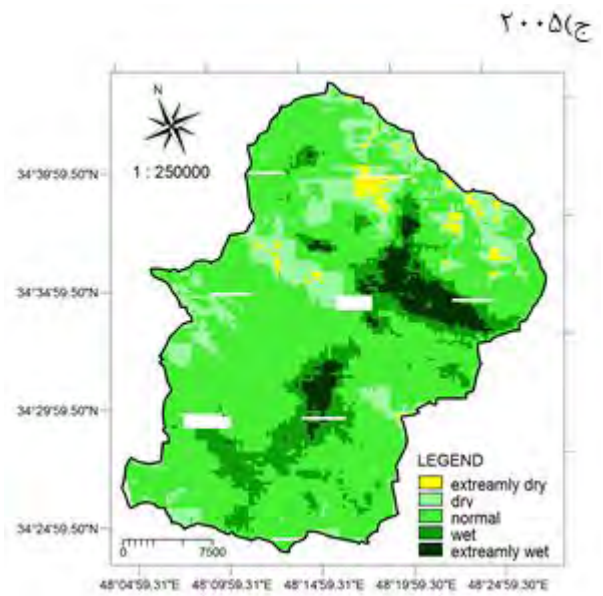 ج)۲۰۰۵
N
1 : 250000
34°39'59.50"N
34°34'59.50"N
34°29'59.50"N
34°24'59.50"N
LEGEND
extreamly dry
dry
normal
wet
extreamly wet
0 7500
48°04'59.31"E 48°09'59.31"E 48°14'59.31"E 48°19'59.30"E 48°24'59.30"E